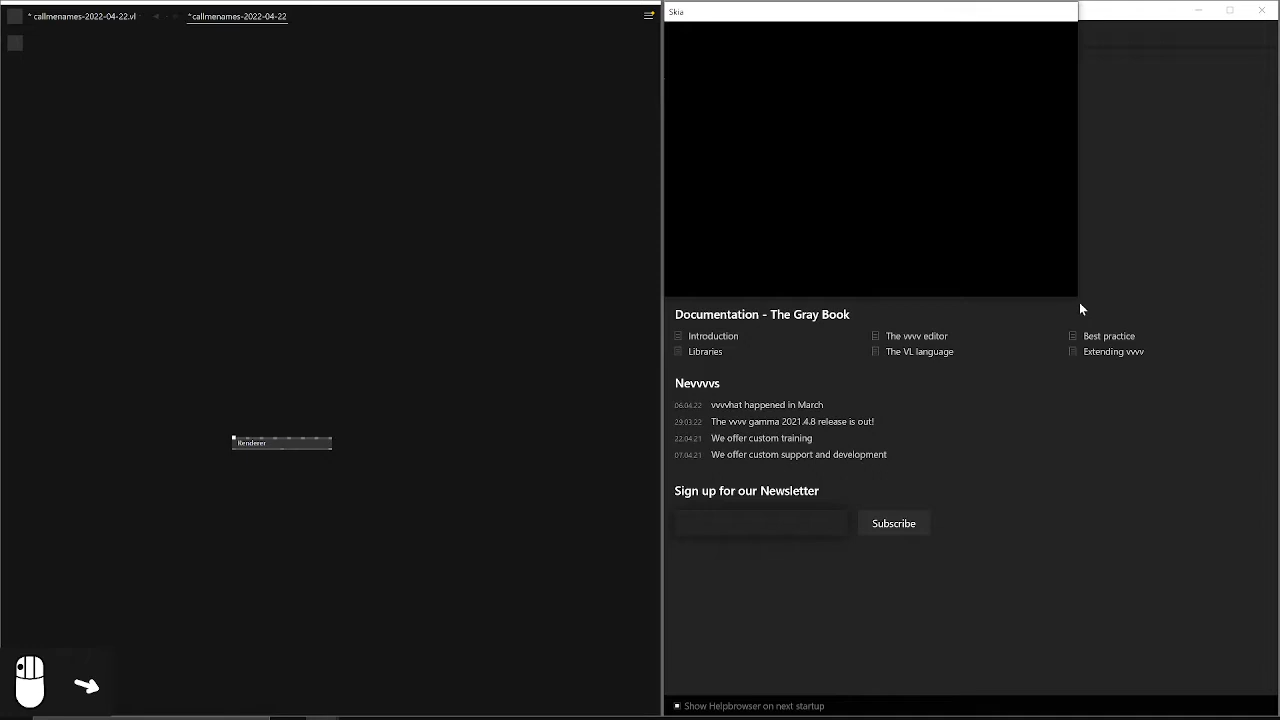 * callmenames-2022-04-22.vl
*callmenames-2022-04-22
Renderer
Skia
Documentation - The Gray Book
Introduction
The vvvv editor
Best practice
Libraries
The VL language
Extending vvvv
Nevvvvs
06.04.22 vvvvhat happened in March
29.03.22 The vvvv gamma 2021.4.8 release is out!
22.04.21 We offer custom training
07.04.21 We offer custom support and development
Sign up for our Newsletter
Subscribe
Show Helpbrowser on next startup